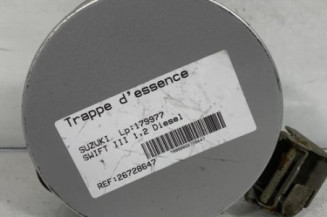 Trappe d'essence
SUZUKI Lp:179977
SWIFT III 1,2 Diesel
REF:26728647